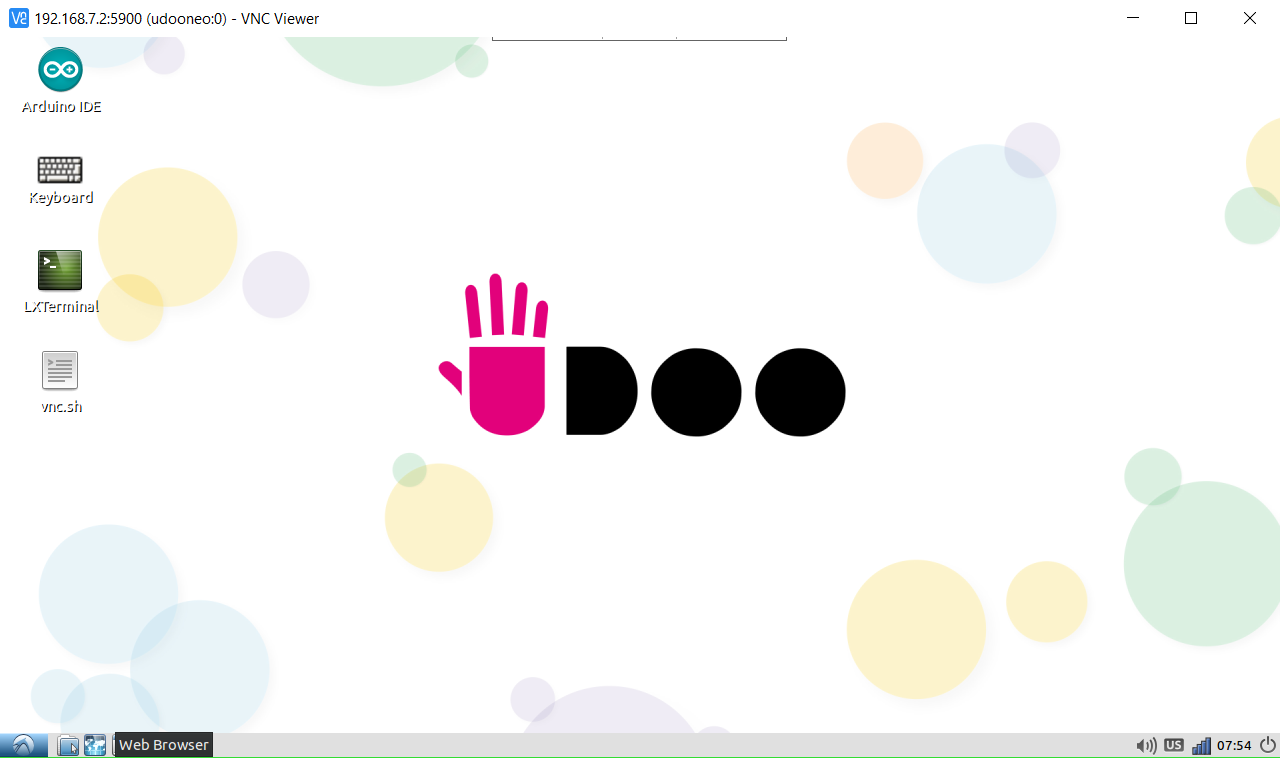 192.168.7.2:5900 (udooneo:0) - VNC Viewer
Arduino IDE
Keyboard
LXTerminal
vnc.sh
UDOO
Web Browser
US
07:54